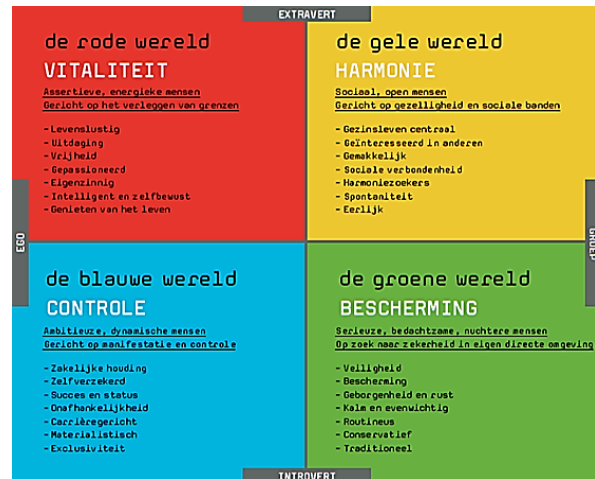 EXTRAVERT
de rode wereld
VITALITEIT
Assertieve, energieke mensen
Gericht op het verleggen van grenzen
- Levenslustig
- Uitdaging
- Vrijheid
- Gepassioneerd
- Eigenzinnig
- Intelligent en zelfbewust
- Genieten van het leven
de gele wereld
HARMONIE
Sociaal, open mensen
Gericht op gezelligheid en sociale banden
- Gezinsleven centraal
- Geïnteresseerd in anderen
- Gemakkelijk
- Sociale verbondenheid
- Harmoniezoekers
- Spontaniteit
- Eerlijk
EGO
GROEP
de blauwe wereld
CONTROLE
Ambitieuze, dynamische mensen
Gericht op manifestatie en controle
- Zakelijke houding
- Zelfverzekerd
- Succes en status
- Onafhankelijkheid
- Carrièregericht
- Materialistisch
- Exclusiviteit
de groene wereld
BESCHERMING
Serieuze, bedachtzame, nuchtere mensen
Op zoek naar zekerheid in eigen directe omgeving
- Veiligheid
- Bescherming
- Geborgenheid en rust
- Kalm en evenwichtig
- Routineus
- Conservatief
- Traditioneel
INTROVERT